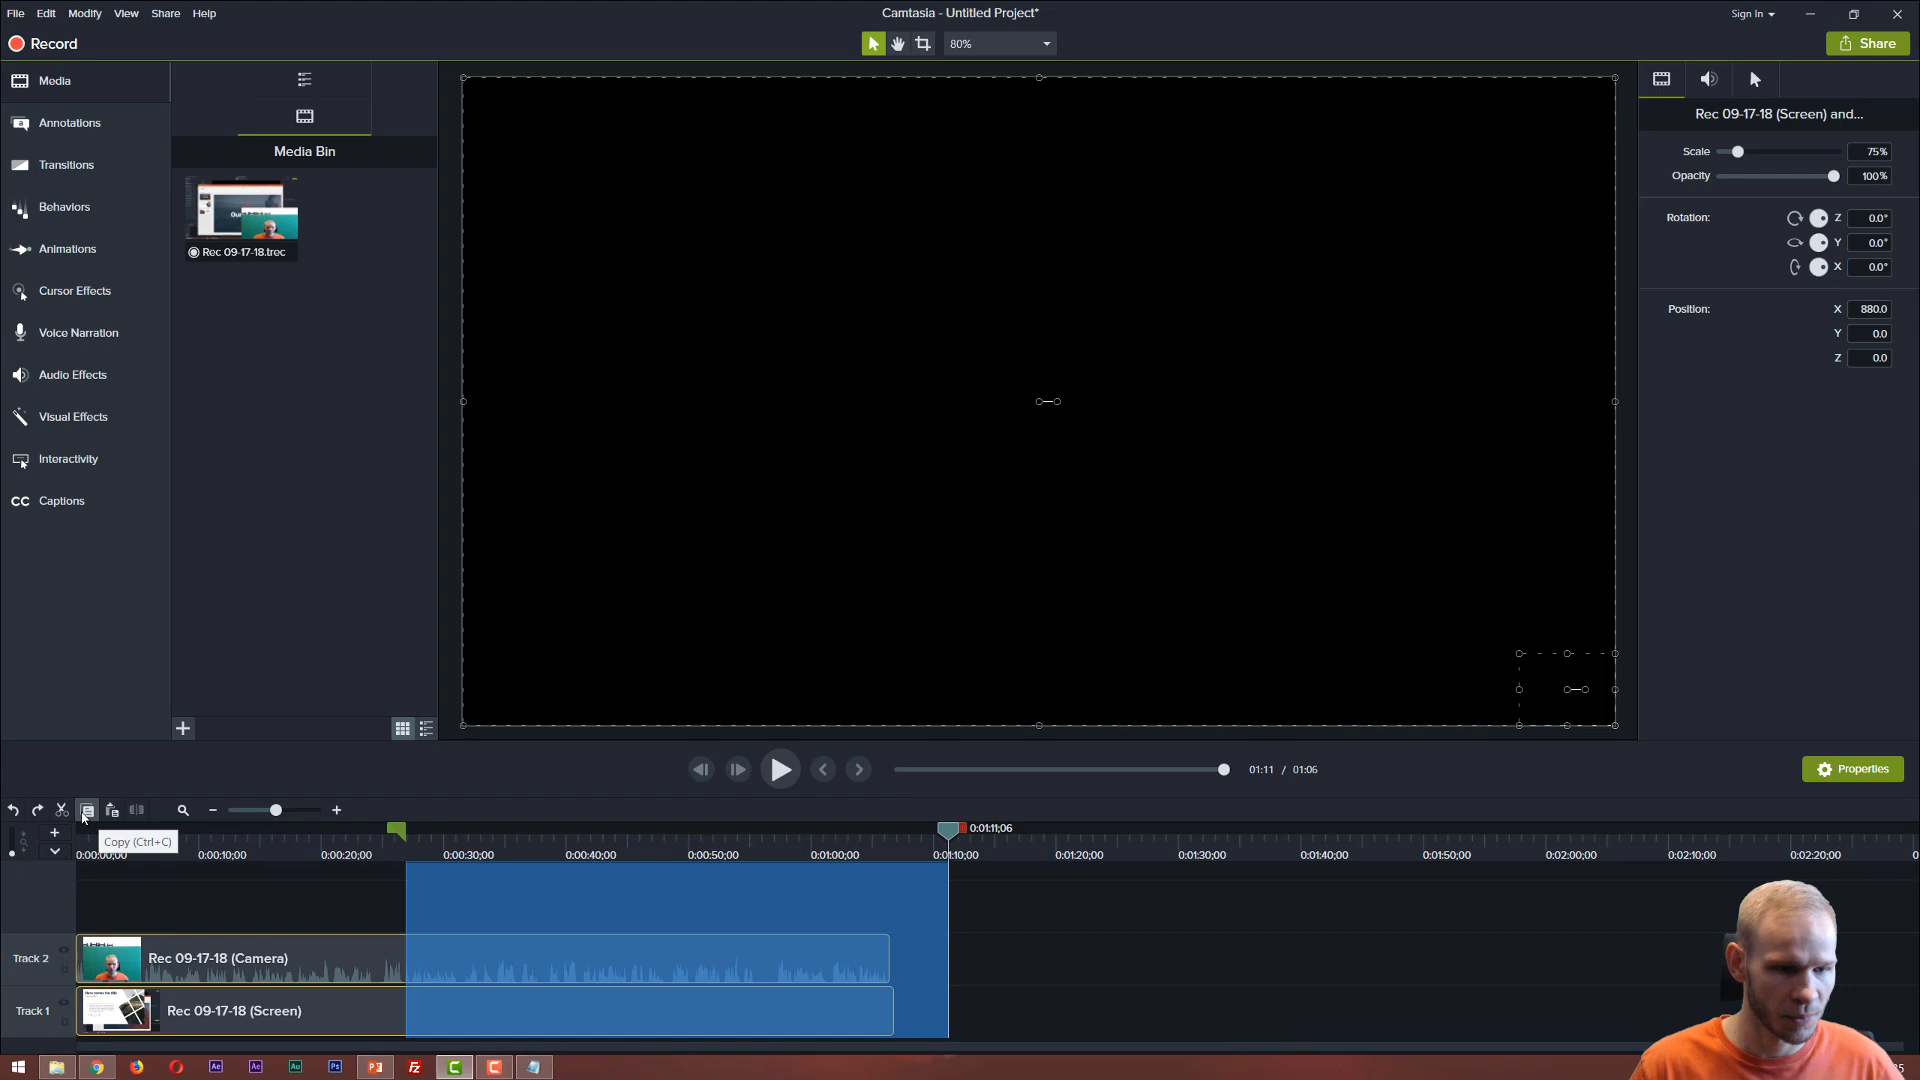 File Edit Modify View Share Help
Camtasia - Untitled Project*
Sign In
Record
80%
Share
Media
Annotations
Transitions
Behaviors
Animations
Cursor Effects
Voice Narration
Audio Effects
Visual Effects
Interactivity
CC Captions
Media Bin
Rec 09-17-18.trec
Rec 09-17-18 (Screen) and...
Scale 75%
Opacity 100%
Rotation: Z 0.0°
Y 0.0°
X 0.0°
Position: X 880.0
Y 0.0
Z 0.0
01:11 / 01:06
Properties
Copy (Ctrl+C)
0:01:11;06
0:00:00;00 0:00:10;00 0:00:20;00 0:00:30;00 0:00:40;00 0:00:50;00 0:01:00;00 0:01:10;00 0:01:20;00 0:01:30;00 0:01:40;00 0:01:50;00 0:02:00;00 0:02:10;00 0:02:20;00
Track 2 Rec 09-17-18 (Camera)
Track 1 Rec 09-17-18 (Screen)
Ae Ae Au Ps